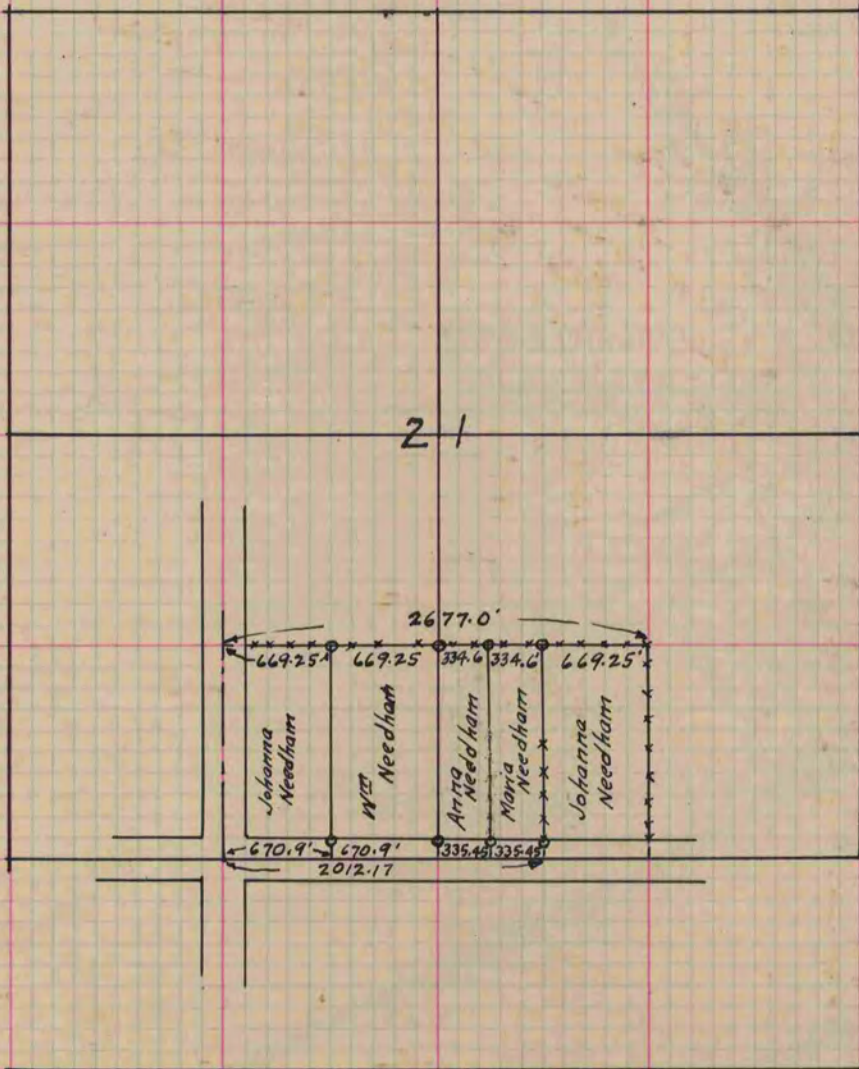 21
2677.0'
669.25' 669.25 334.6 334.6' 669.25'
Johanna
Needham
Wm
Needham
Anna
Needham
Maria
Needham
Johanna
Needham
670.9' 670.9' 335.45 335.45'
2012.17